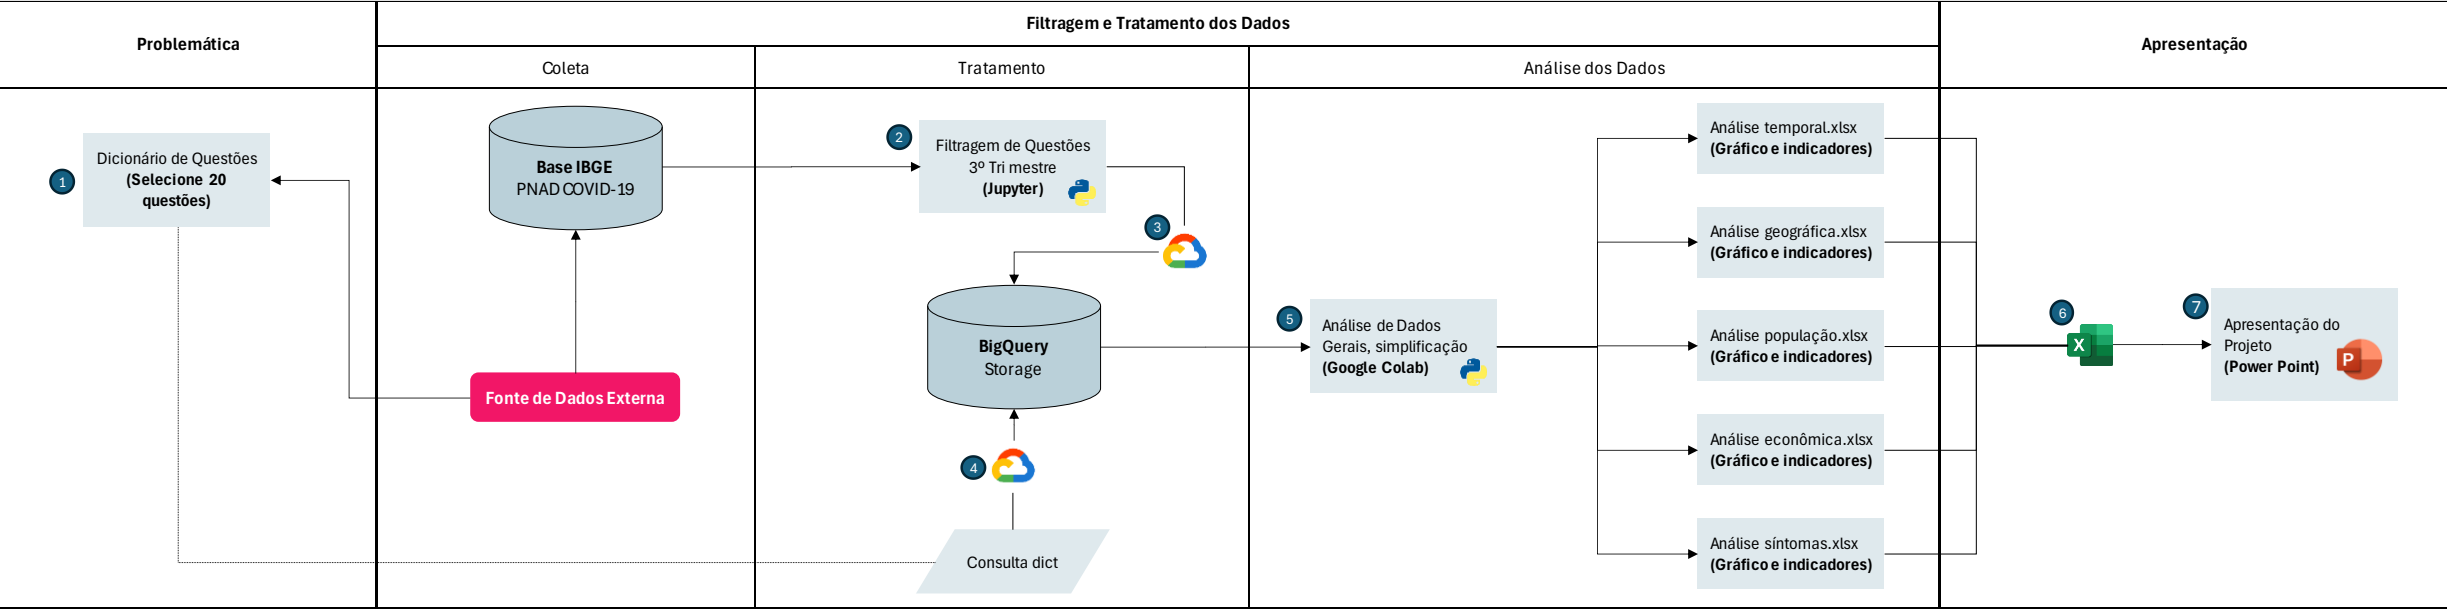 Problemática
Filtragem e Tratamento dos Dados
Apresentação
Coleta
Tratamento
Análise dos Dados
1
Dicionário de Questões
(Selecione 20
questões)
Base IBGE
PNAD COVID-19
Fonte de Dados Externa
2
Filtragem de Questões
3º Tri mestre
(Jupyter)
3
BigQuery
Storage
4
Consulta dict
5
Análise de Dados
Gerais, simplificação
(Google Colab)
Análise temporal.xlsx
(Gráfico e indicadores)
Análise geográfica.xlsx
(Gráfico e indicadores)
Análise população.xlsx
(Gráfico e indicadores)
Análise econômica.xlsx
(Gráfico e indicadores)
Análise síntomas.xlsx
(Gráfico e indicadores)
6
X
7
Apresentação do
Projeto
(Power Point)
P